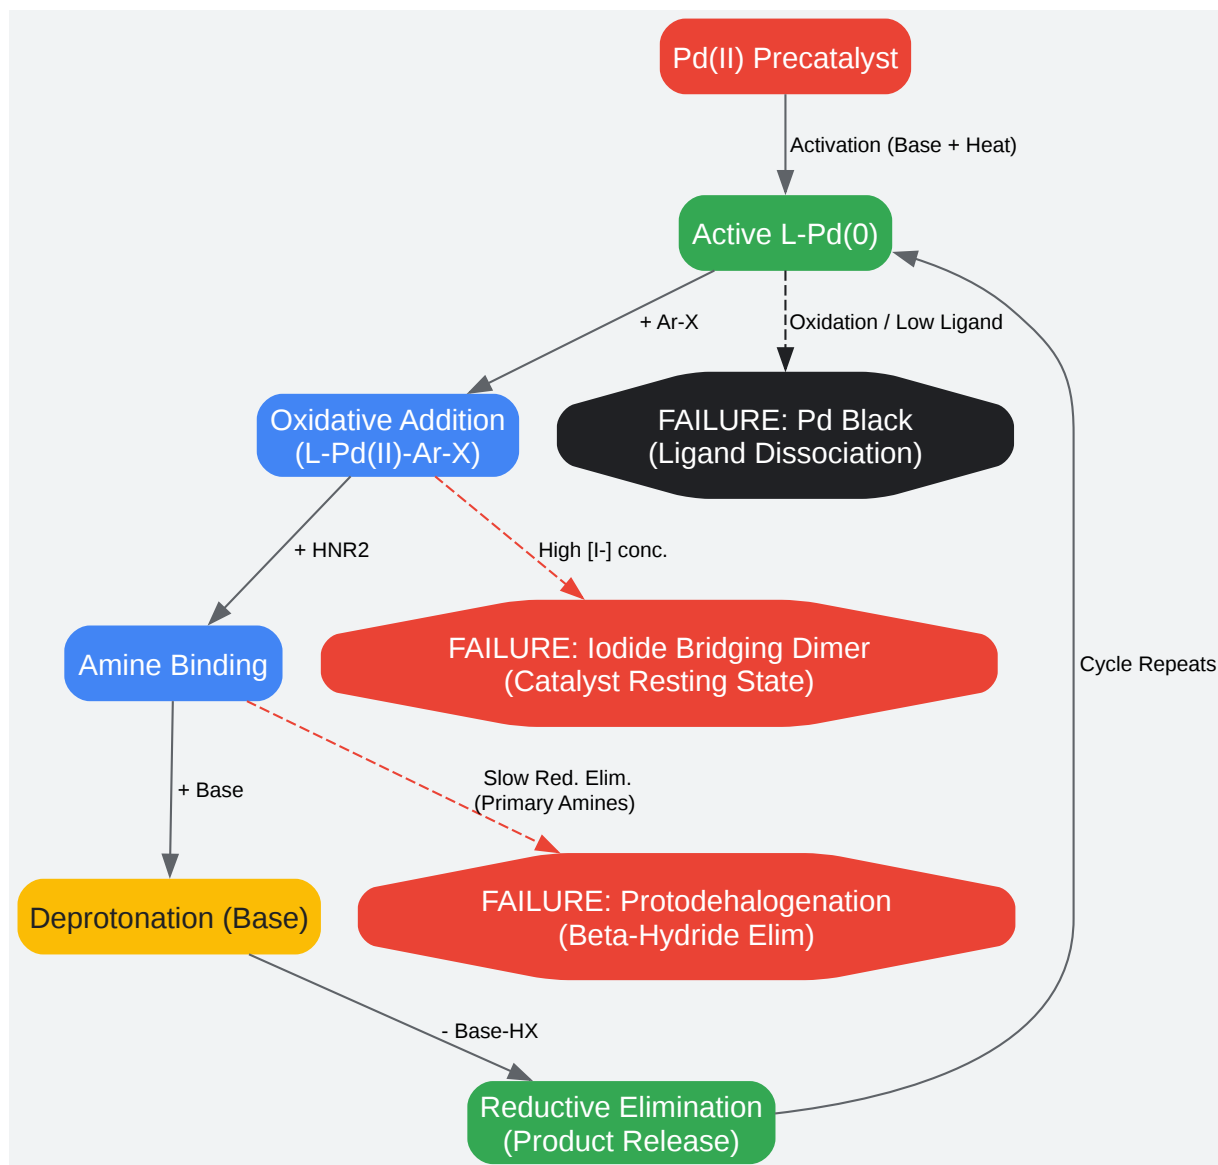 Pd(II) Precatalyst
Activation (Base + Heat)
Active L-Pd(0)
+ Ar-X
Oxidation / Low Ligand
Oxidative Addition
(L-Pd(II)-Ar-X)
FAILURE: Pd Black
(Ligand Dissociation)
+ HNR2
High [I-] conc.
Amine Binding
FAILURE: Iodide Bridging Dimer
(Catalyst Resting State)
Cycle Repeats
+ Base
Slow Red. Elim.
(Primary Amines)
Deprotonation (Base)
FAILURE: Protodehalogenation
(Beta-Hydride Elim)
- Base-HX
Reductive Elimination
(Product Release)